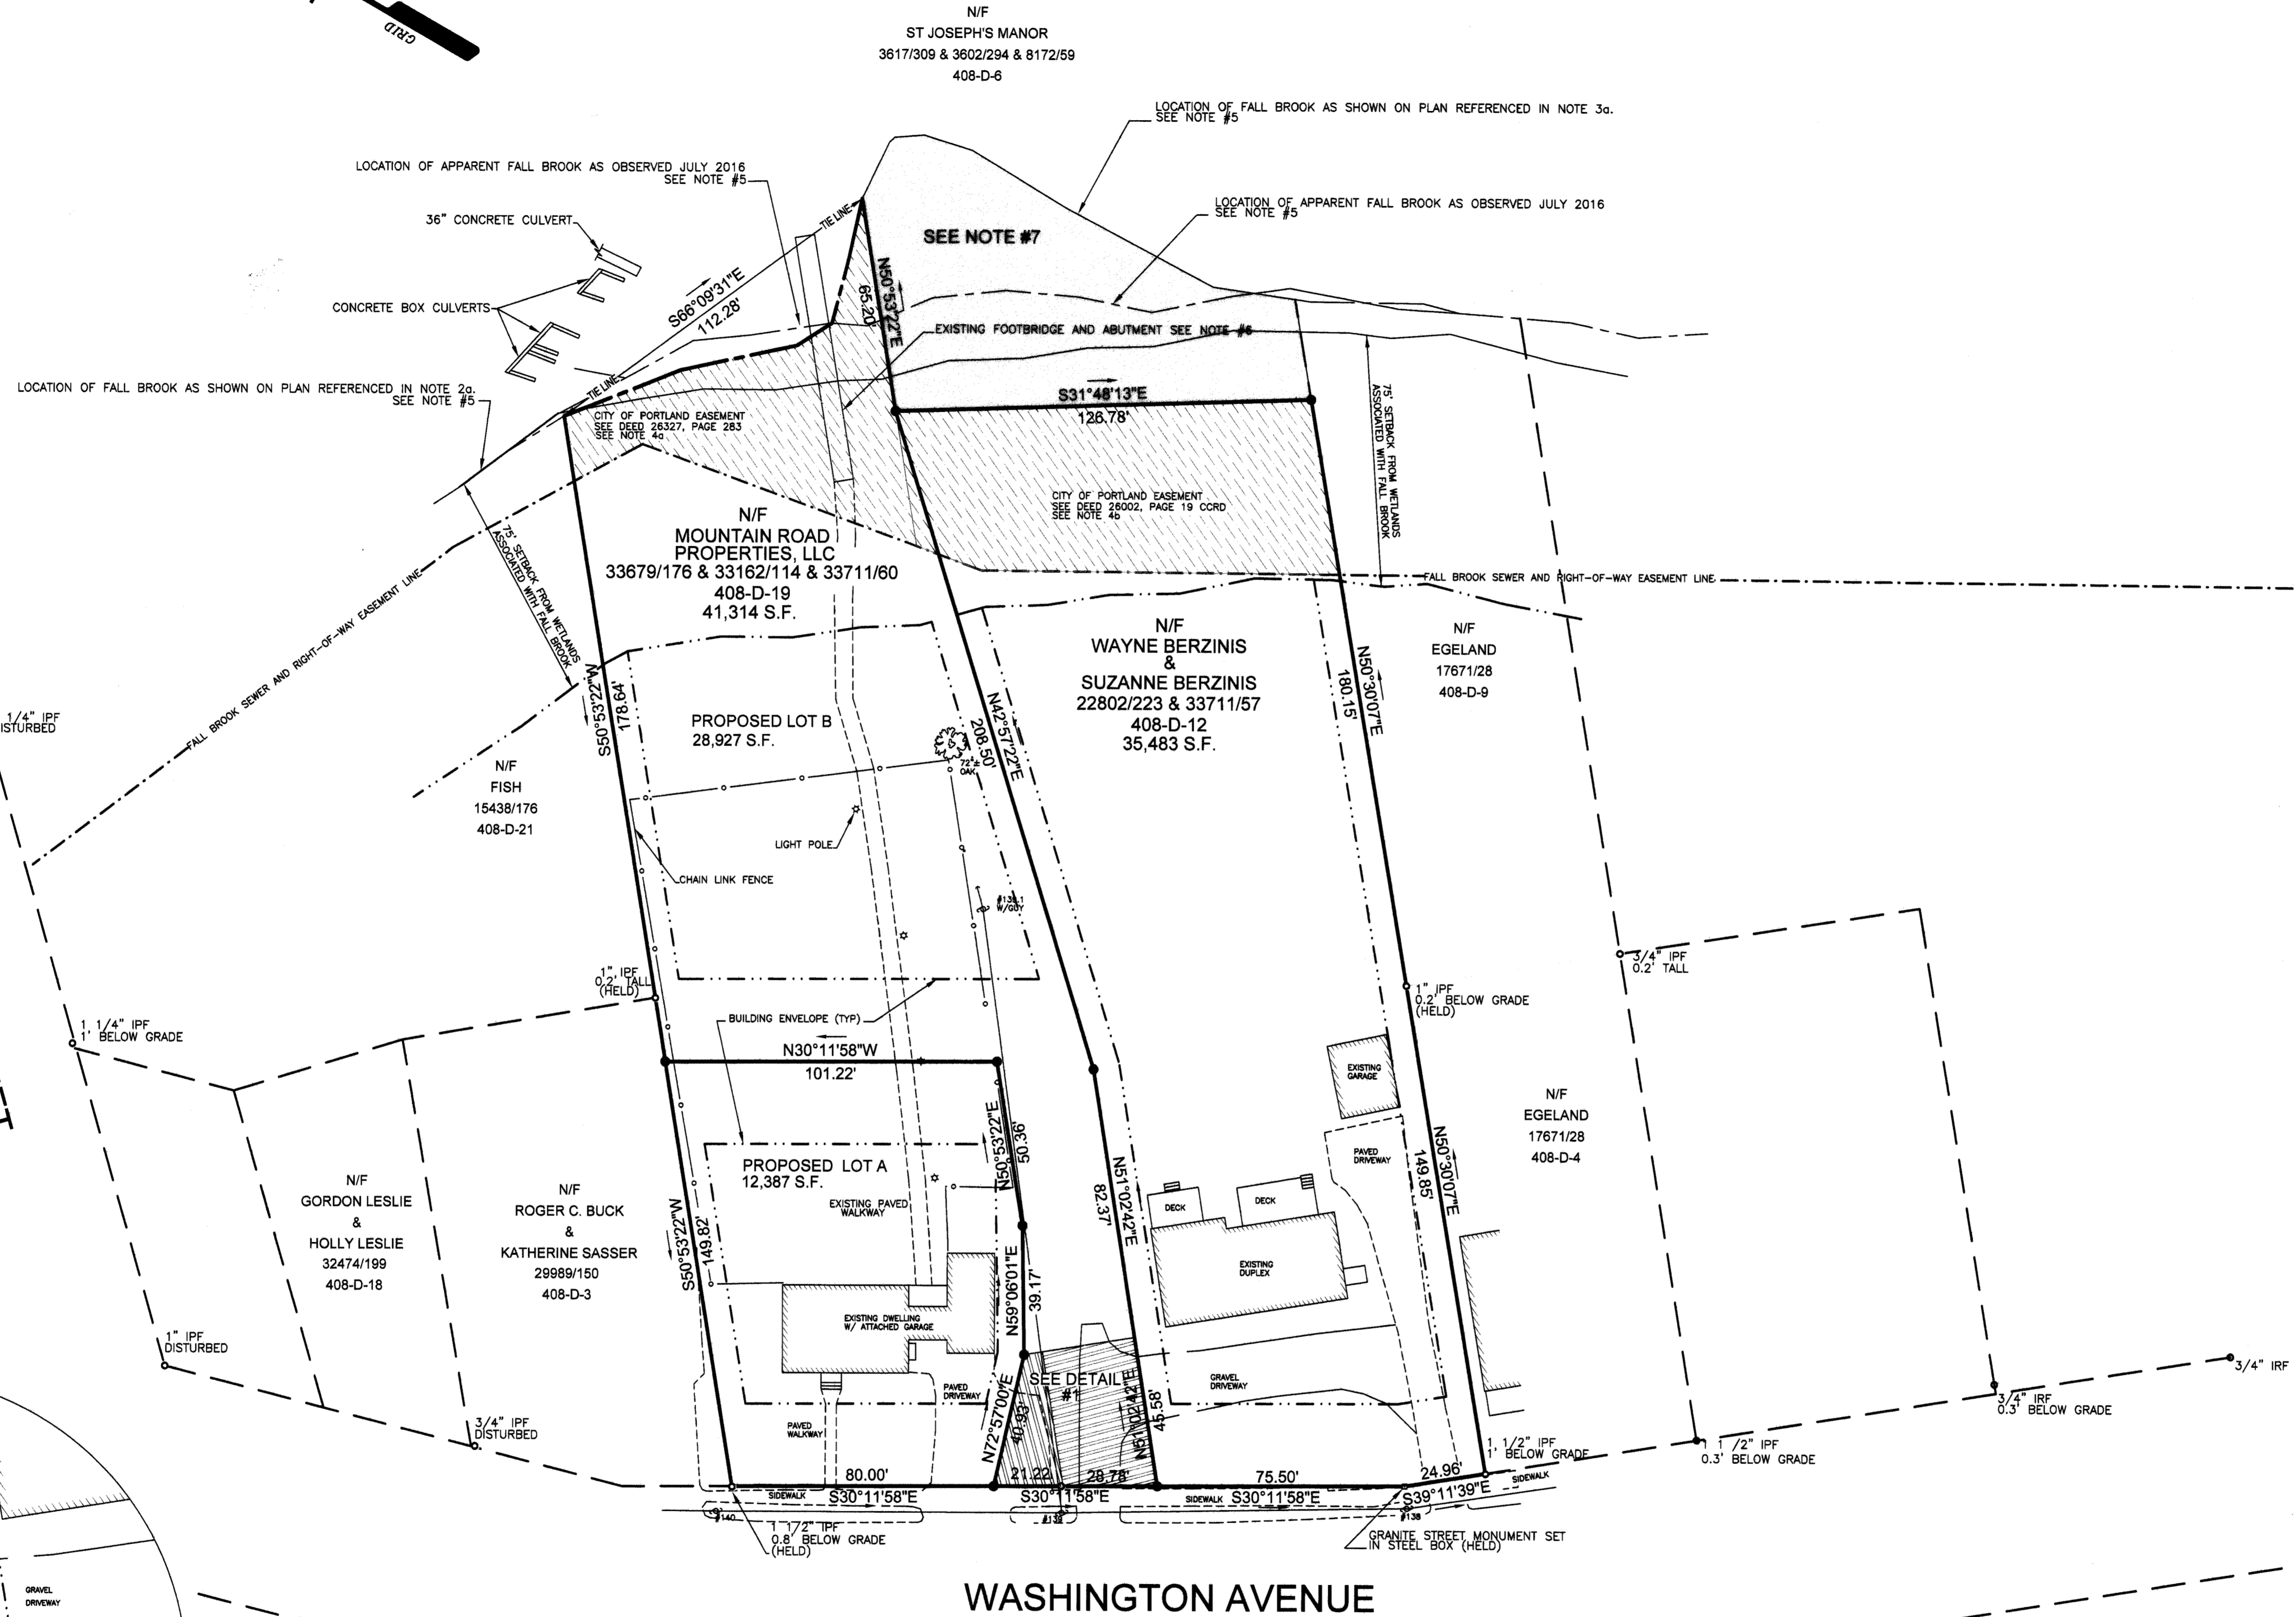 GRID
N/F
ST JOSEPH'S MANOR
3617/309 & 3602/294 & 8172/59
408-D-6
LOCATION OF FALL BROOK AS SHOWN ON PLAN REFERENCED IN NOTE 3a.
SEE NOTE #5
LOCATION OF APPARENT FALL BROOK AS OBSERVED JULY 2016
SEE NOTE #5
36" CONCRETE CULVERT
CONCRETE BOX CULVERTS
TIE LINE
LOCATION OF APPARENT FALL BROOK AS OBSERVED JULY 2016
SEE NOTE #5
SEE NOTE #7
S66°09'31"E
112.28'
N50°53'22"E
65.20'
EXISTING FOOTBRIDGE AND ABUTMENT SEE NOTE #6
LOCATION OF FALL BROOK AS SHOWN ON PLAN REFERENCED IN NOTE 2a.
SEE NOTE #5
TIE LINE
S31°48'13"E
126.78'
CITY OF PORTLAND EASEMENT
SEE DEED 26327, PAGE 283
SEE NOTE 4a
75' SETBACK FROM WETLANDS
ASSOCIATED WITH FALL BROOK
CITY OF PORTLAND EASEMENT
SEE DEED 26002, PAGE 19 CCRD
SEE NOTE 4b
75' SETBACK FROM WETLANDS
ASSOCIATED WITH FALL BROOK
N/F
MOUNTAIN ROAD
PROPERTIES, LLC
33679/176 & 33162/114 & 33711/60
408-D-19
41,314 S.F.
FALL BROOK SEWER AND RIGHT-OF-WAY EASEMENT LINE
FALL BROOK SEWER AND RIGHT-OF-WAY EASEMENT LINE
N/F
WAYNE BERZINIS
&
SUZANNE BERZINIS
22802/223 & 33711/57
408-D-12
35,483 S.F.
N/F
EGELAND
17671/28
408-D-9
S50°53'22"W
178.64'
N50°30'07"E
180.15'
N42°57'22"E
208.50'
1/4" IPF
ISTURBED
PROPOSED LOT B
28,927 S.F.
72"±
OAK
N/F
FISH
15438/176
408-D-21
LIGHT POLE
CHAIN LINK FENCE
W/GUY
1" IPF
0.2' TALL
(HELD)
3/4" IPF
0.2' TALL
1" IPF
0.2' BELOW GRADE
(HELD)
1 1/4" IPF
1' BELOW GRADE
BUILDING ENVELOPE (TYP)
N30°11'58"W
101.22'
EXISTING
GARAGE
N/F
EGELAND
17671/28
408-D-4
N50°53'22"E
50.36'
PAVED
DRIVEWAY
N50°30'07"E
149.85'
PROPOSED LOT A
12,387 S.F.
EXISTING PAVED
WALKWAY
N51°02'42"E
82.37'
DECK
DECK
N/F
GORDON LESLIE
&
HOLLY LESLIE
32474/199
408-D-18
N/F
ROGER C. BUCK
&
KATHERINE SASSER
29989/150
408-D-3
S50°53'22"W
149.82'
EXISTING DWELLING
W/ ATTACHED GARAGE
N59°06'01"E
39.17'
EXISTING
DUPLEX
1" IPF
DISTURBED
SEE DETAIL
#1
GRAVEL
DRIVEWAY
PAVED
DRIVEWAY
N72°57'00"E
40.93'
N51°02'42"E
45.58'
3/4" IRF
3/4" IRF
0.3' BELOW GRADE
3/4" IPF
DISTURBED
PAVED
WALKWAY
1 1/2" IPF
1' BELOW GRADE
1 1/2" IPF
0.3' BELOW GRADE
80.00'
21.22'
28.78'
75.50'
24.96'
SIDEWALK
S30°11'58"E
S30°11'58"E
SIDEWALK
S30°11'58"E
S39°11'39"E
SIDEWALK
#140
#139
#138
1 1/2" IPF
0.8' BELOW GRADE
(HELD)
GRANITE STREET MONUMENT SET
IN STEEL BOX (HELD)
GRAVEL
DRIVEWAY
WASHINGTON AVENUE